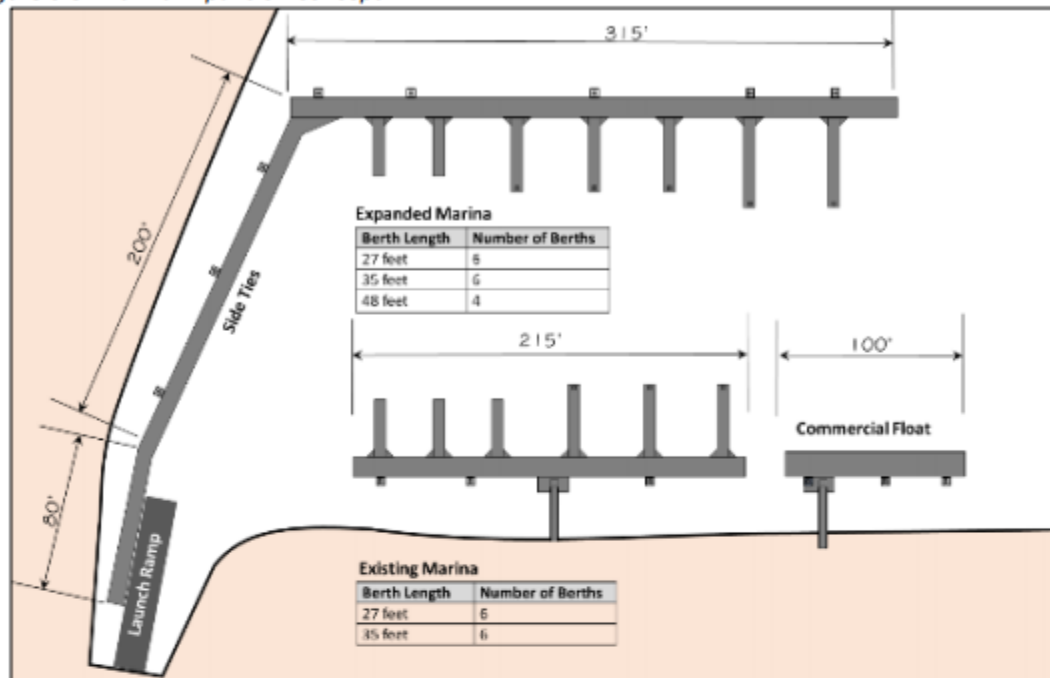 315'
200'
Side Ties
Expanded Marina
Berth Length Number of Berths
27 feet 6
35 feet 6
48 feet 4
215'
100'
Commercial Float
80'
Launch Ramp
Existing Marina
Berth Length Number of Berths
27 feet 6
35 feet 6